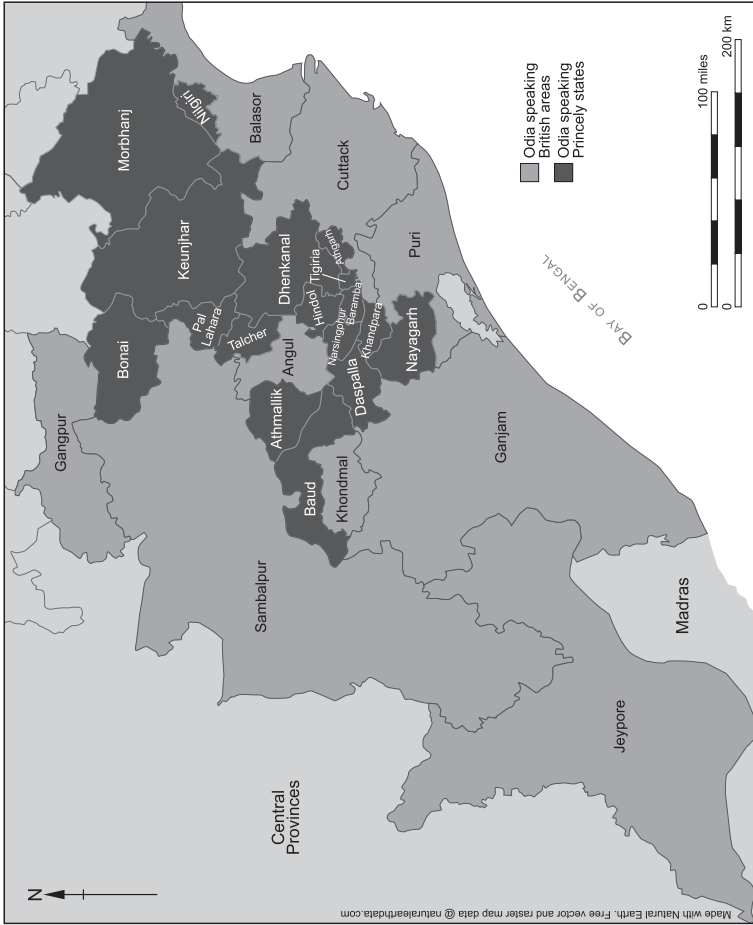 N
Central
Provinces
Gangpur
Bonai
Morbhanj
Keunjhar
Nilgiri
Balasor
Pal
Lahara
Talcher
Dhenkanal
Cuttack
Sambalpur
Athmallik
Angul
Hindol
Tigiria
Athgarh
Baud
Khondmal
Daspalla
Narsingphur
Baramba
Khandpara
Nayagarh
Puri
Ganjam
Jeypore
Madras
BAY OF BENGAL
Odia speaking
British areas
Odia speaking
Princely states
0 100 miles
0 200 km
Made with Natural Earth. Free vector and raster map data @ naturalearthdata.com